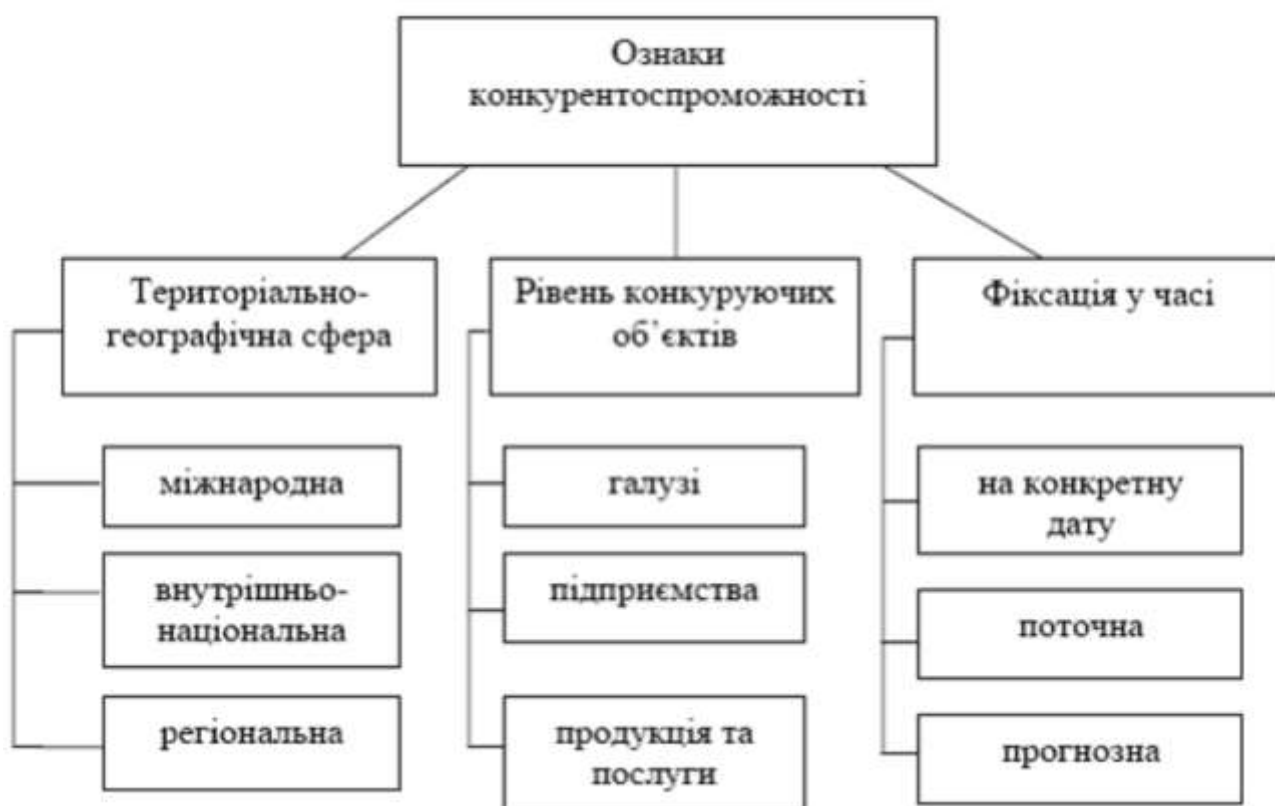 Ознаки
конкурентоспроможності
Територіально-
географічна сфера
міжнародна
внутрішньо-
національна
регіональна
Рівень конкуруючих
об’єктів
галузі
підприємства
продукція та
послуги
Фіксація у часі
на конкретну
дату
поточна
прогнозна